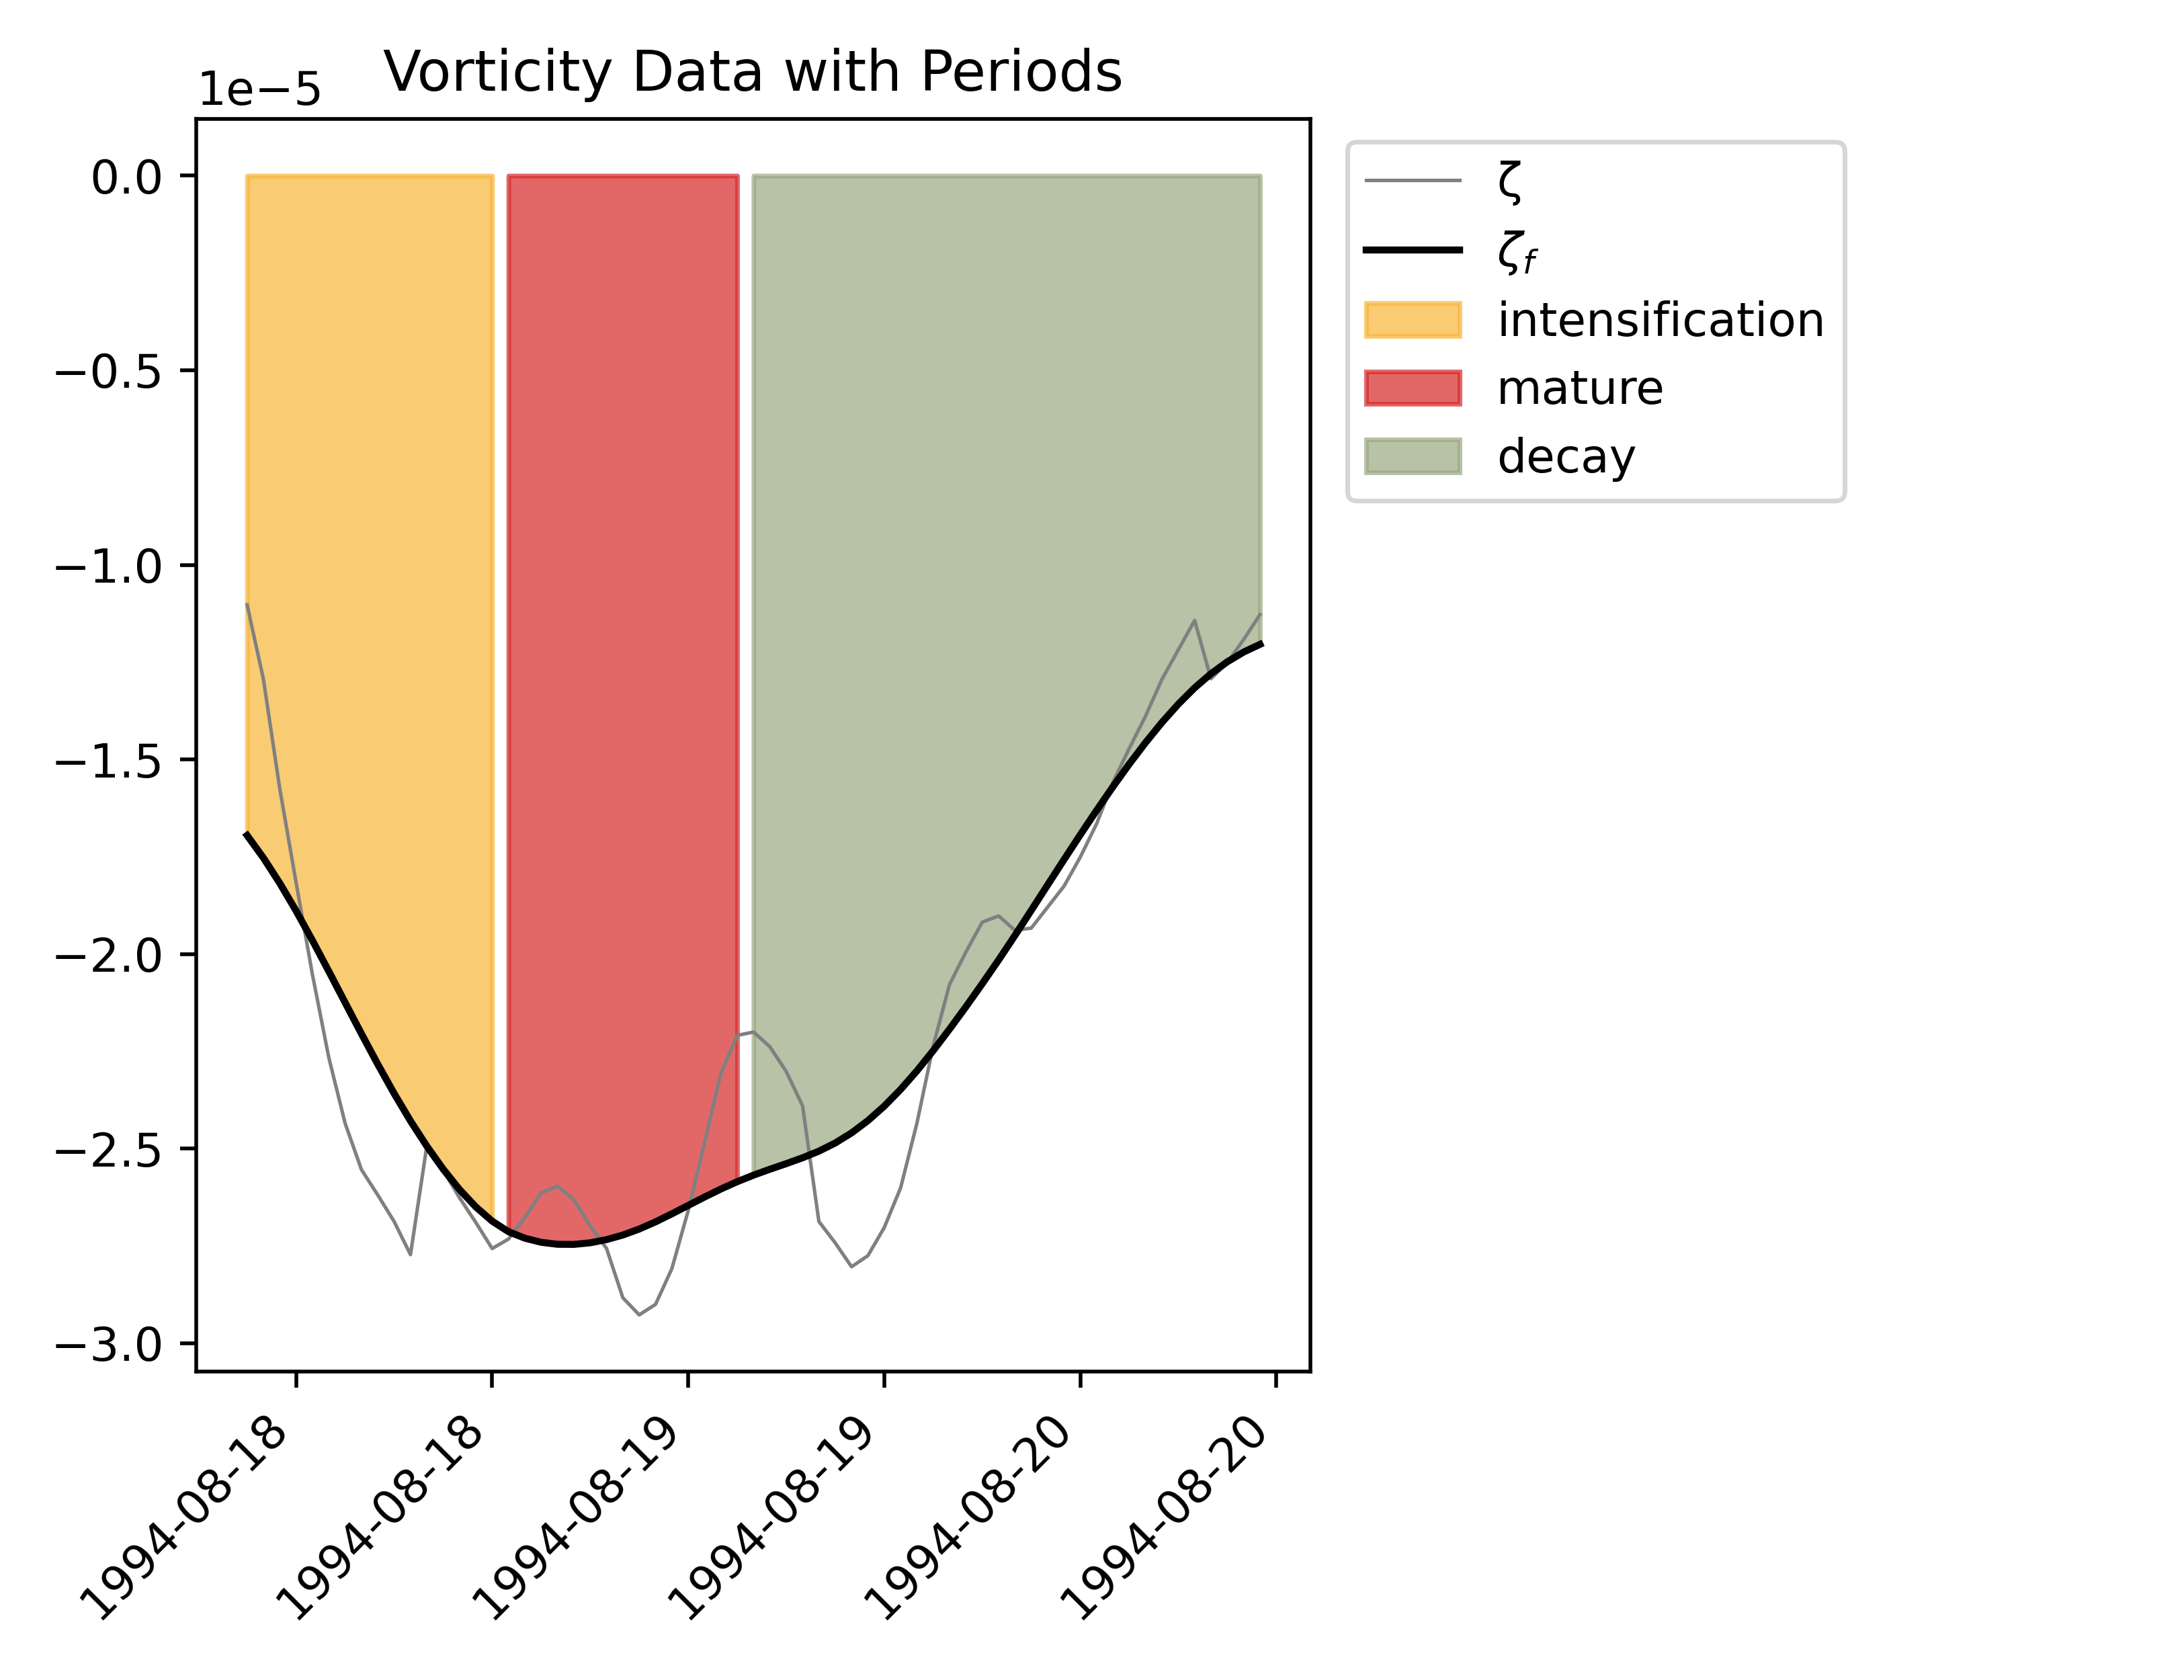 Vorticity Data with Periods
1e−5
0.0
−0.5
−1.0
−1.5
−2.0
−2.5
−3.0
1994-08-18
1994-08-18
1994-08-19
1994-08-19
1994-08-20
1994-08-20
ζ
ζf
intensification
mature
decay